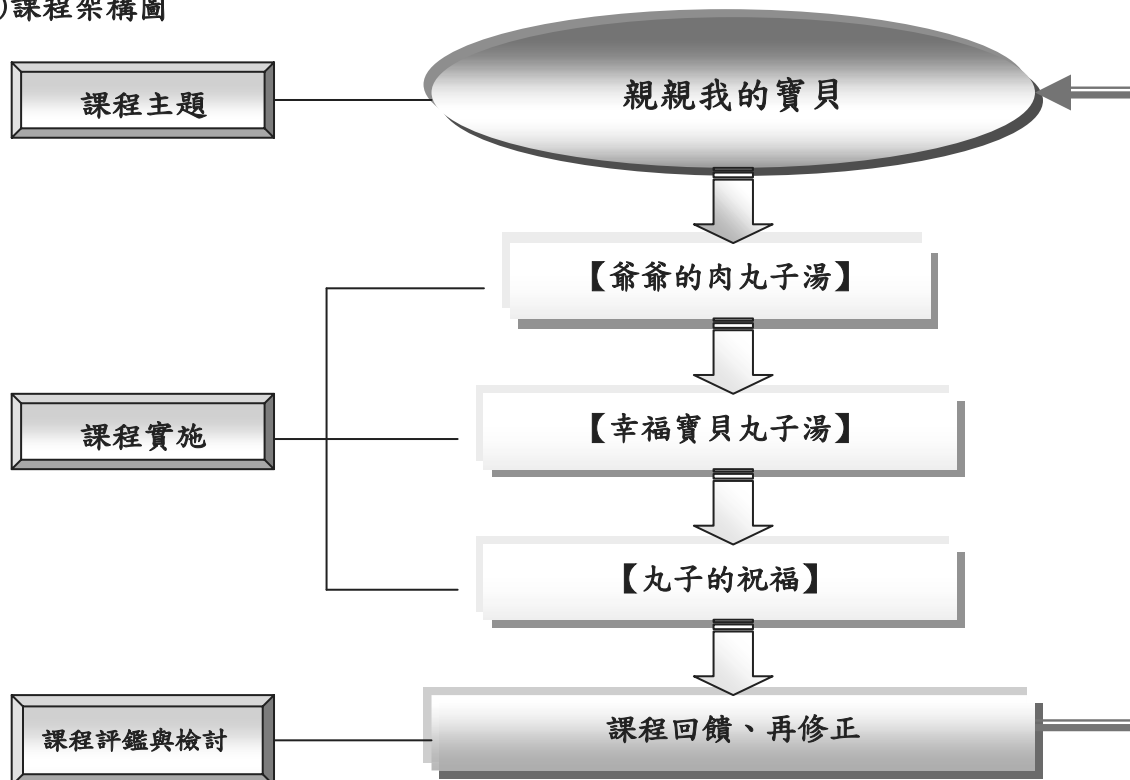 )課程架構圖
課程主題
親親我的寶貝
【爺爺的肉丸子湯】
課程實施
【幸福寶貝丸子湯】
【丸子的祝福】
課程評鑑與檢討
課程回饋、再修正